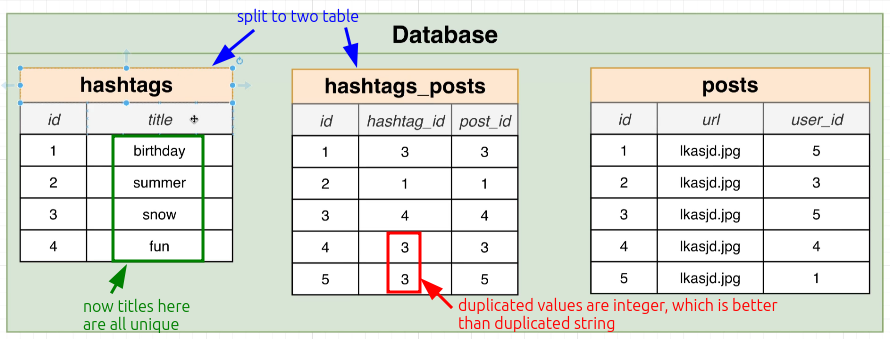 split to two table
Database
hashtags
id title
1 birthday
2 summer
3 snow
4 fun
now titles here
are all unique
hashtags_posts
id hashtag_id post_id
1 3 3
2 1 1
3 4 4
4 3 3
5 3 5
duplicated values are integer, which is better
than duplicated string
posts
id url user_id
1 lkasjd.jpg 5
2 lkasjd.jpg 3
3 lkasjd.jpg 5
4 lkasjd.jpg 4
5 lkasjd.jpg 1